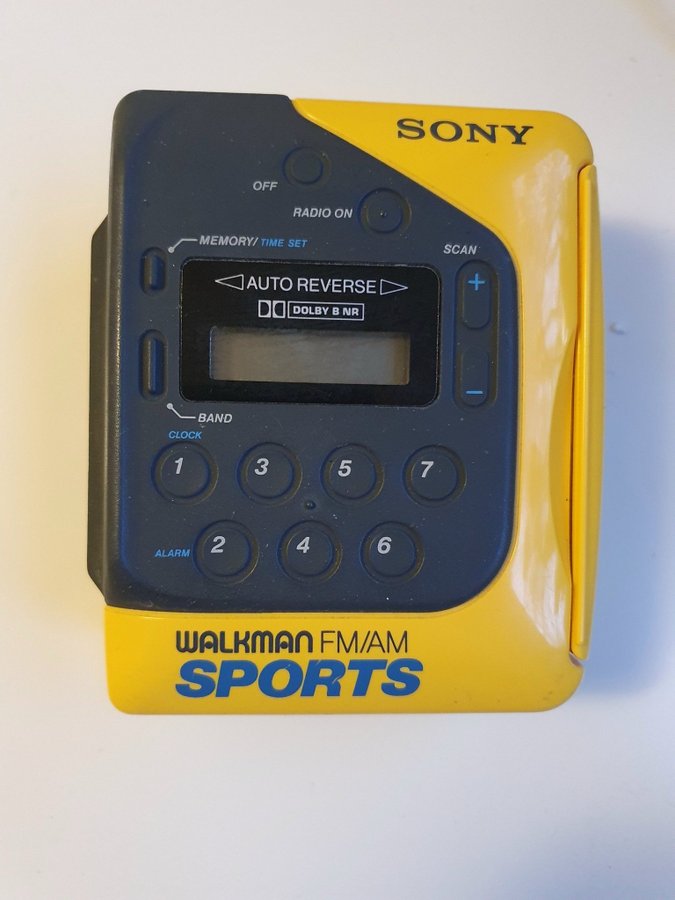 SONY
OFF
RADIO ON
MEMORY/TIME SET
SCAN
AUTO REVERSE
+
DOLBY B NR
−
BAND
CLOCK
1 3 5 7
ALARM 2 4 6
WALKMAN FM/AM
SPORTS